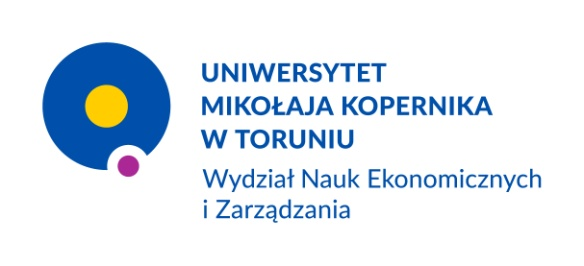 UNIWERSYTET
MIKOŁAJA KOPERNIKA
W TORUNIU
Wydział Nauk Ekonomicznych
i Zarządzania